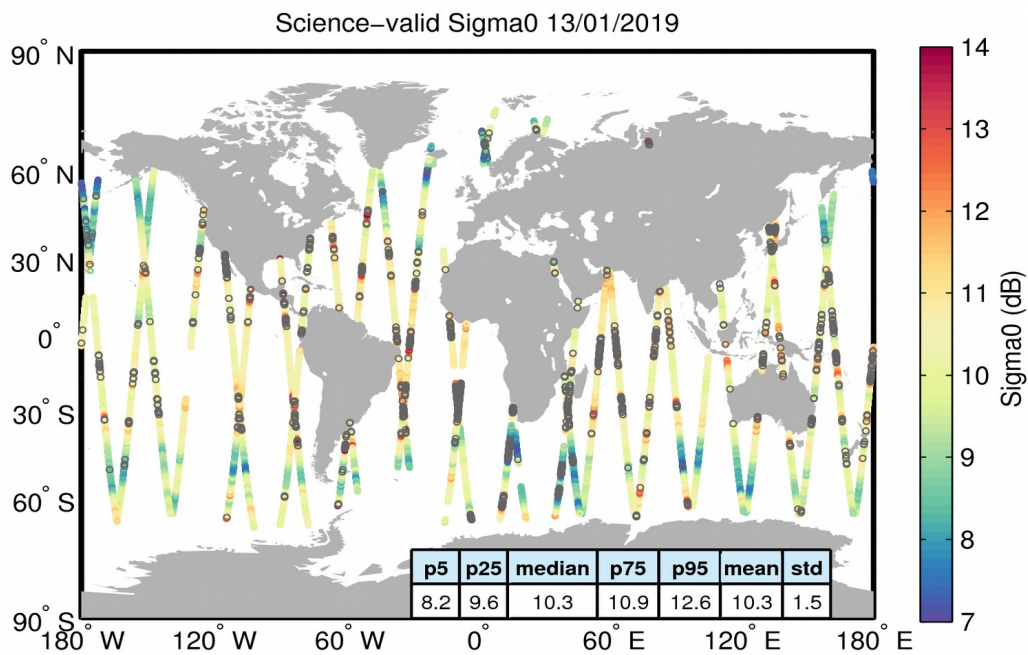 Science−valid Sigma0 13/01/2019
90° N
60° N
30° N
0°
30° S
60° S
90° S
180° W
120° W
60° W
0°
60° E
120° E
180° E
p5 p25 median p75 p95 mean std
8.2 9.6 10.3 10.9 12.6 10.3 1.5
14
13
12
11
10
9
8
7
Sigma0 (dB)